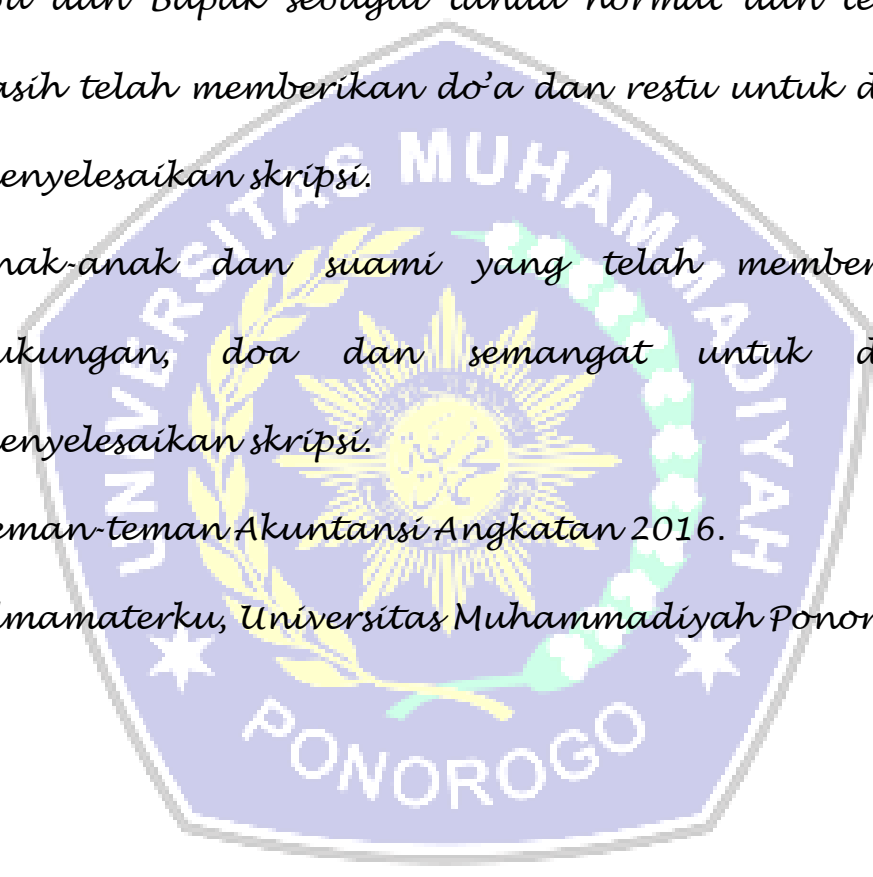 dan Bapak sebagai tanda hormat dan te
asih telah memberikan do’a dan restu untuk d
enyelesaikan skripsi.
nak-anak dan suami yang telah member
ukungan, doa dan semangat untuk d
enyelesaikan skripsi.
eman-teman Akuntansi Angkatan 2016.
lmamaterku, Universitas Muhammadiyah Ponor
UNIVERSITAS MUHAMMADIYAH
PONOROGO